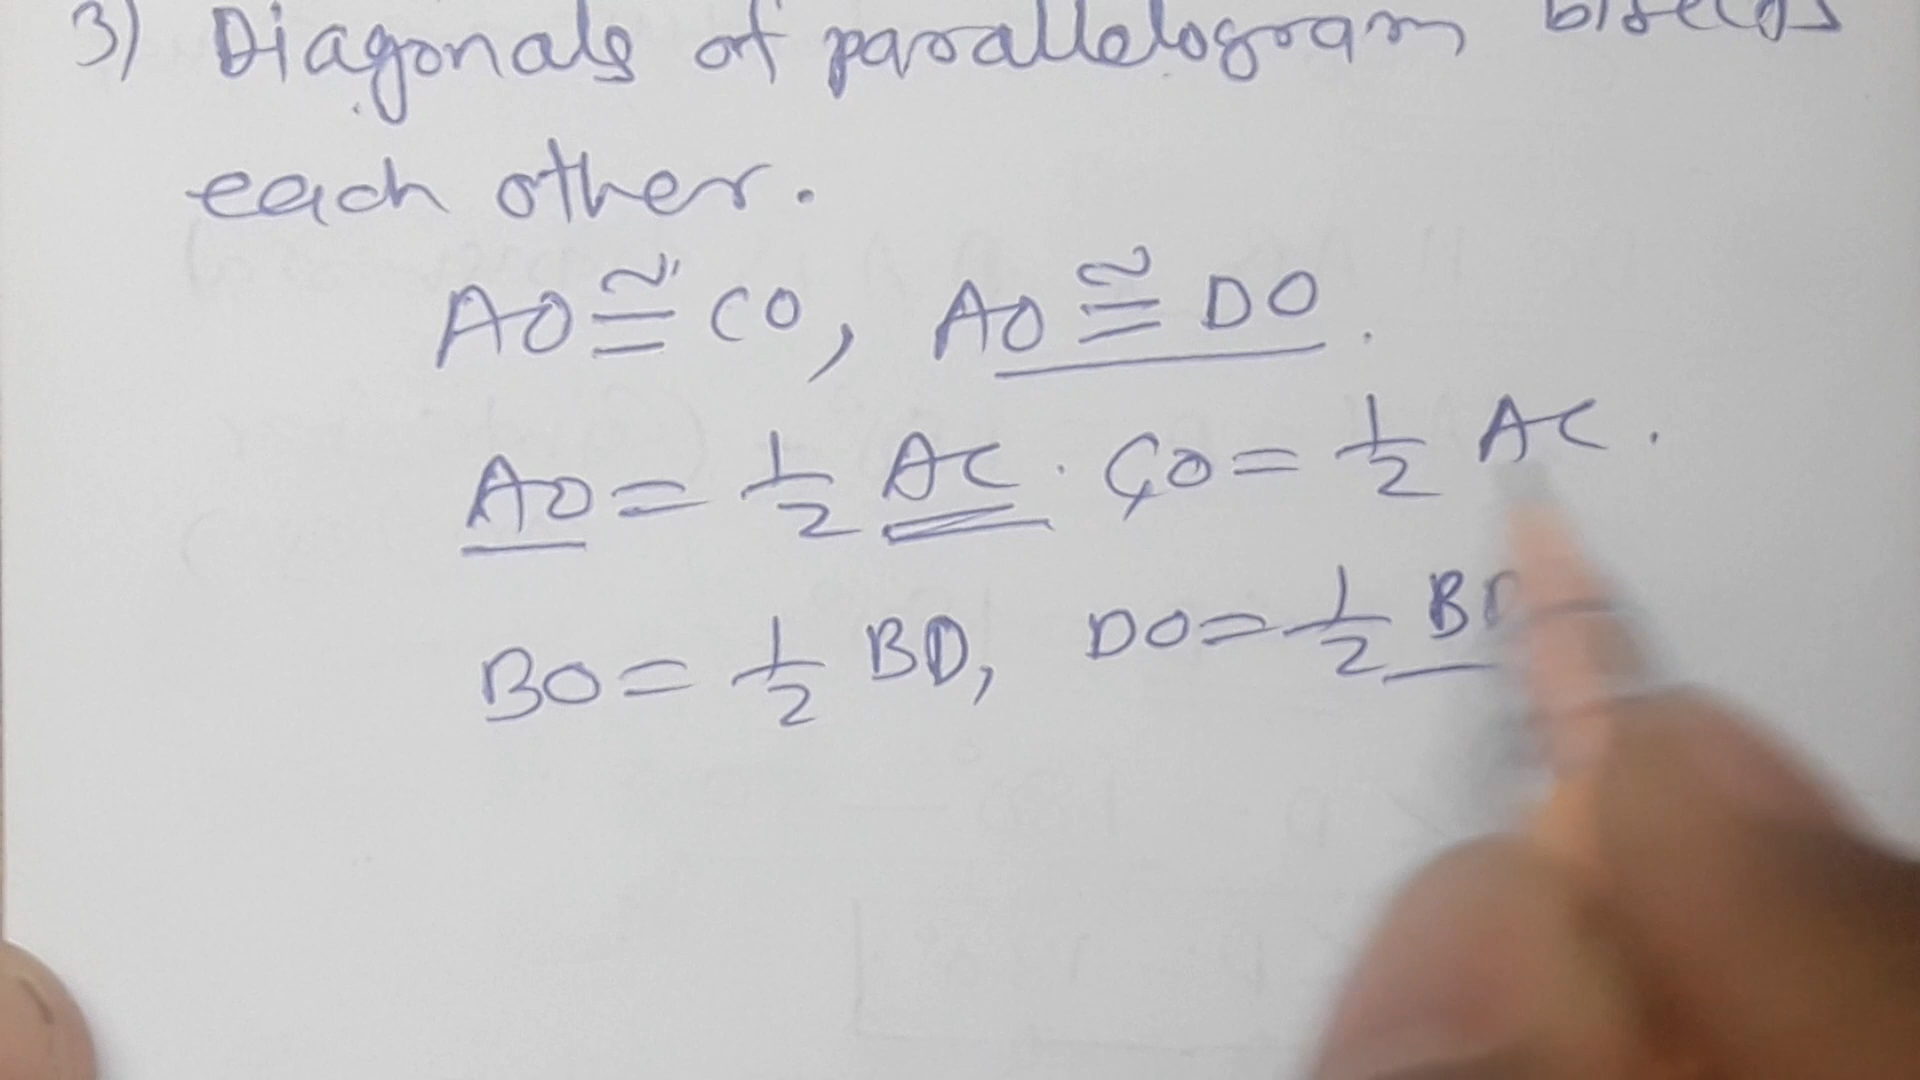 3) Diagonals of parallelogram bisects
each other.
AO ≅ CO, AO ≅ DO.
AO = 1/2 AC. CO = 1/2 AC.
BO = 1/2 BD, DO = 1/2 BD